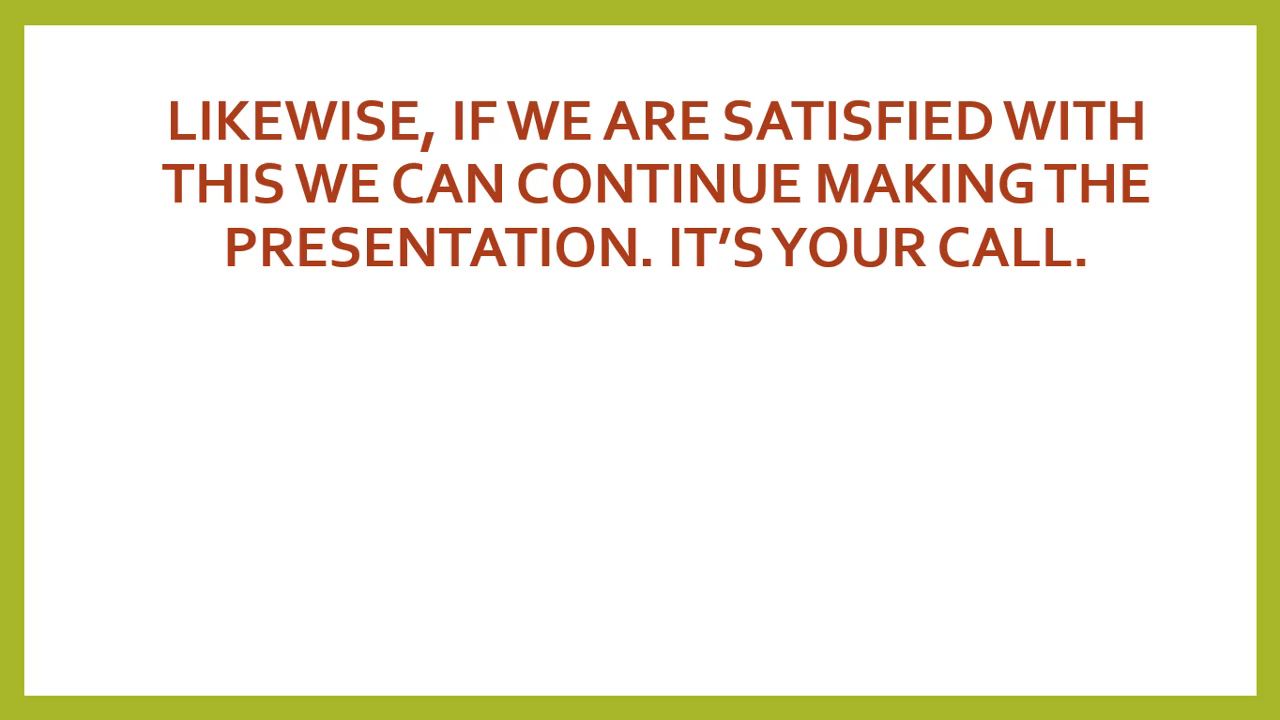 LIKEWISE, IF WE ARE SATISFIED WITH
THIS WE CAN CONTINUE MAKING THE
PRESENTATION. IT’S YOUR CALL.